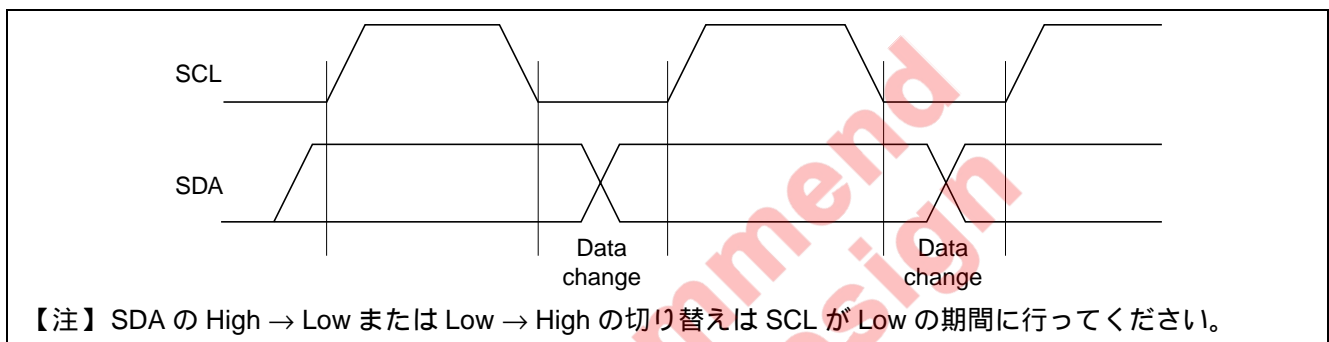 SCL
SDA
Data
change
Data
change
【注】SDA の High → Low または Low → High の切り替えは SCL が Low の期間に行ってください。